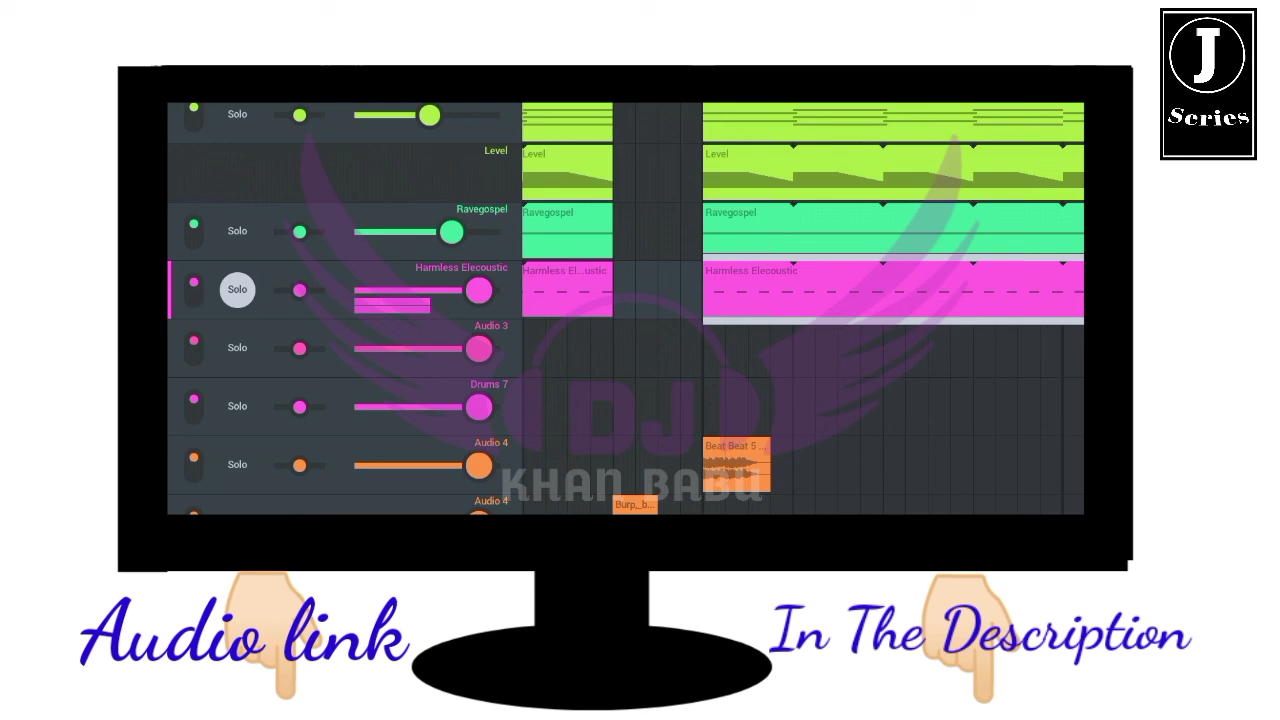 J
Series
Solo
Level
Level
Level
Ravegospel
Solo
Ravegospel
Ravegospel
Harmless Elecoustic
Solo
Harmless El...ustic
Harmless Elecoustic
Audio 3
Solo
Drums 7
Solo
DJ
Audio 4
Solo
Beat Beat 5 ...
KHAN BABU
Audio 4
Burp,_b...
Audio link
In The Description